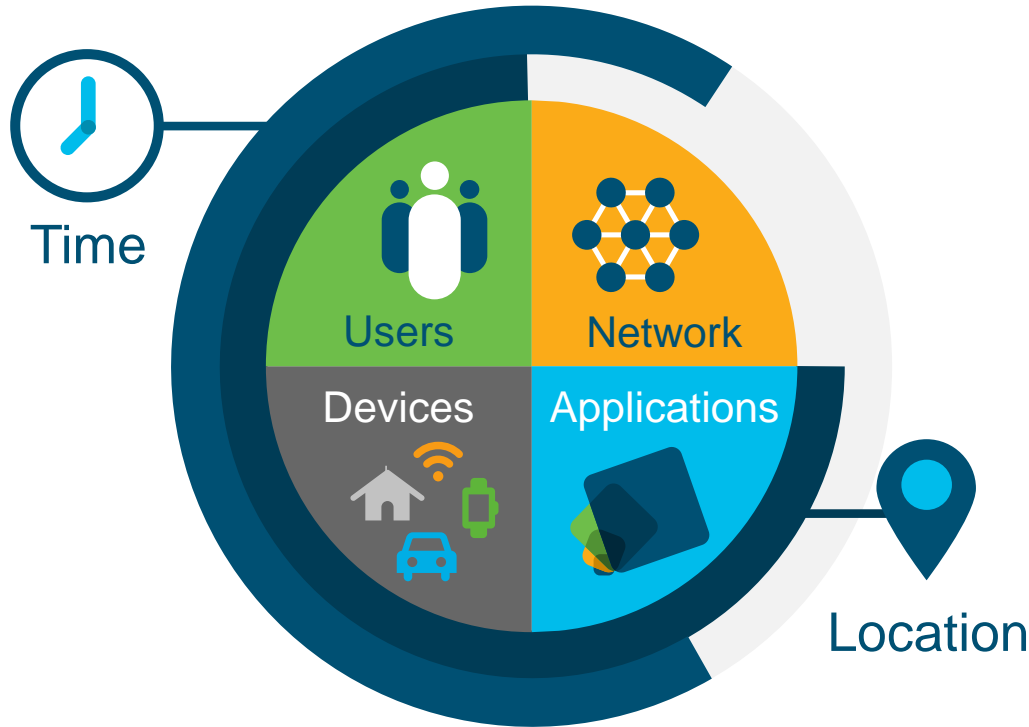 Time
Users
Network
Devices
Applications
Location